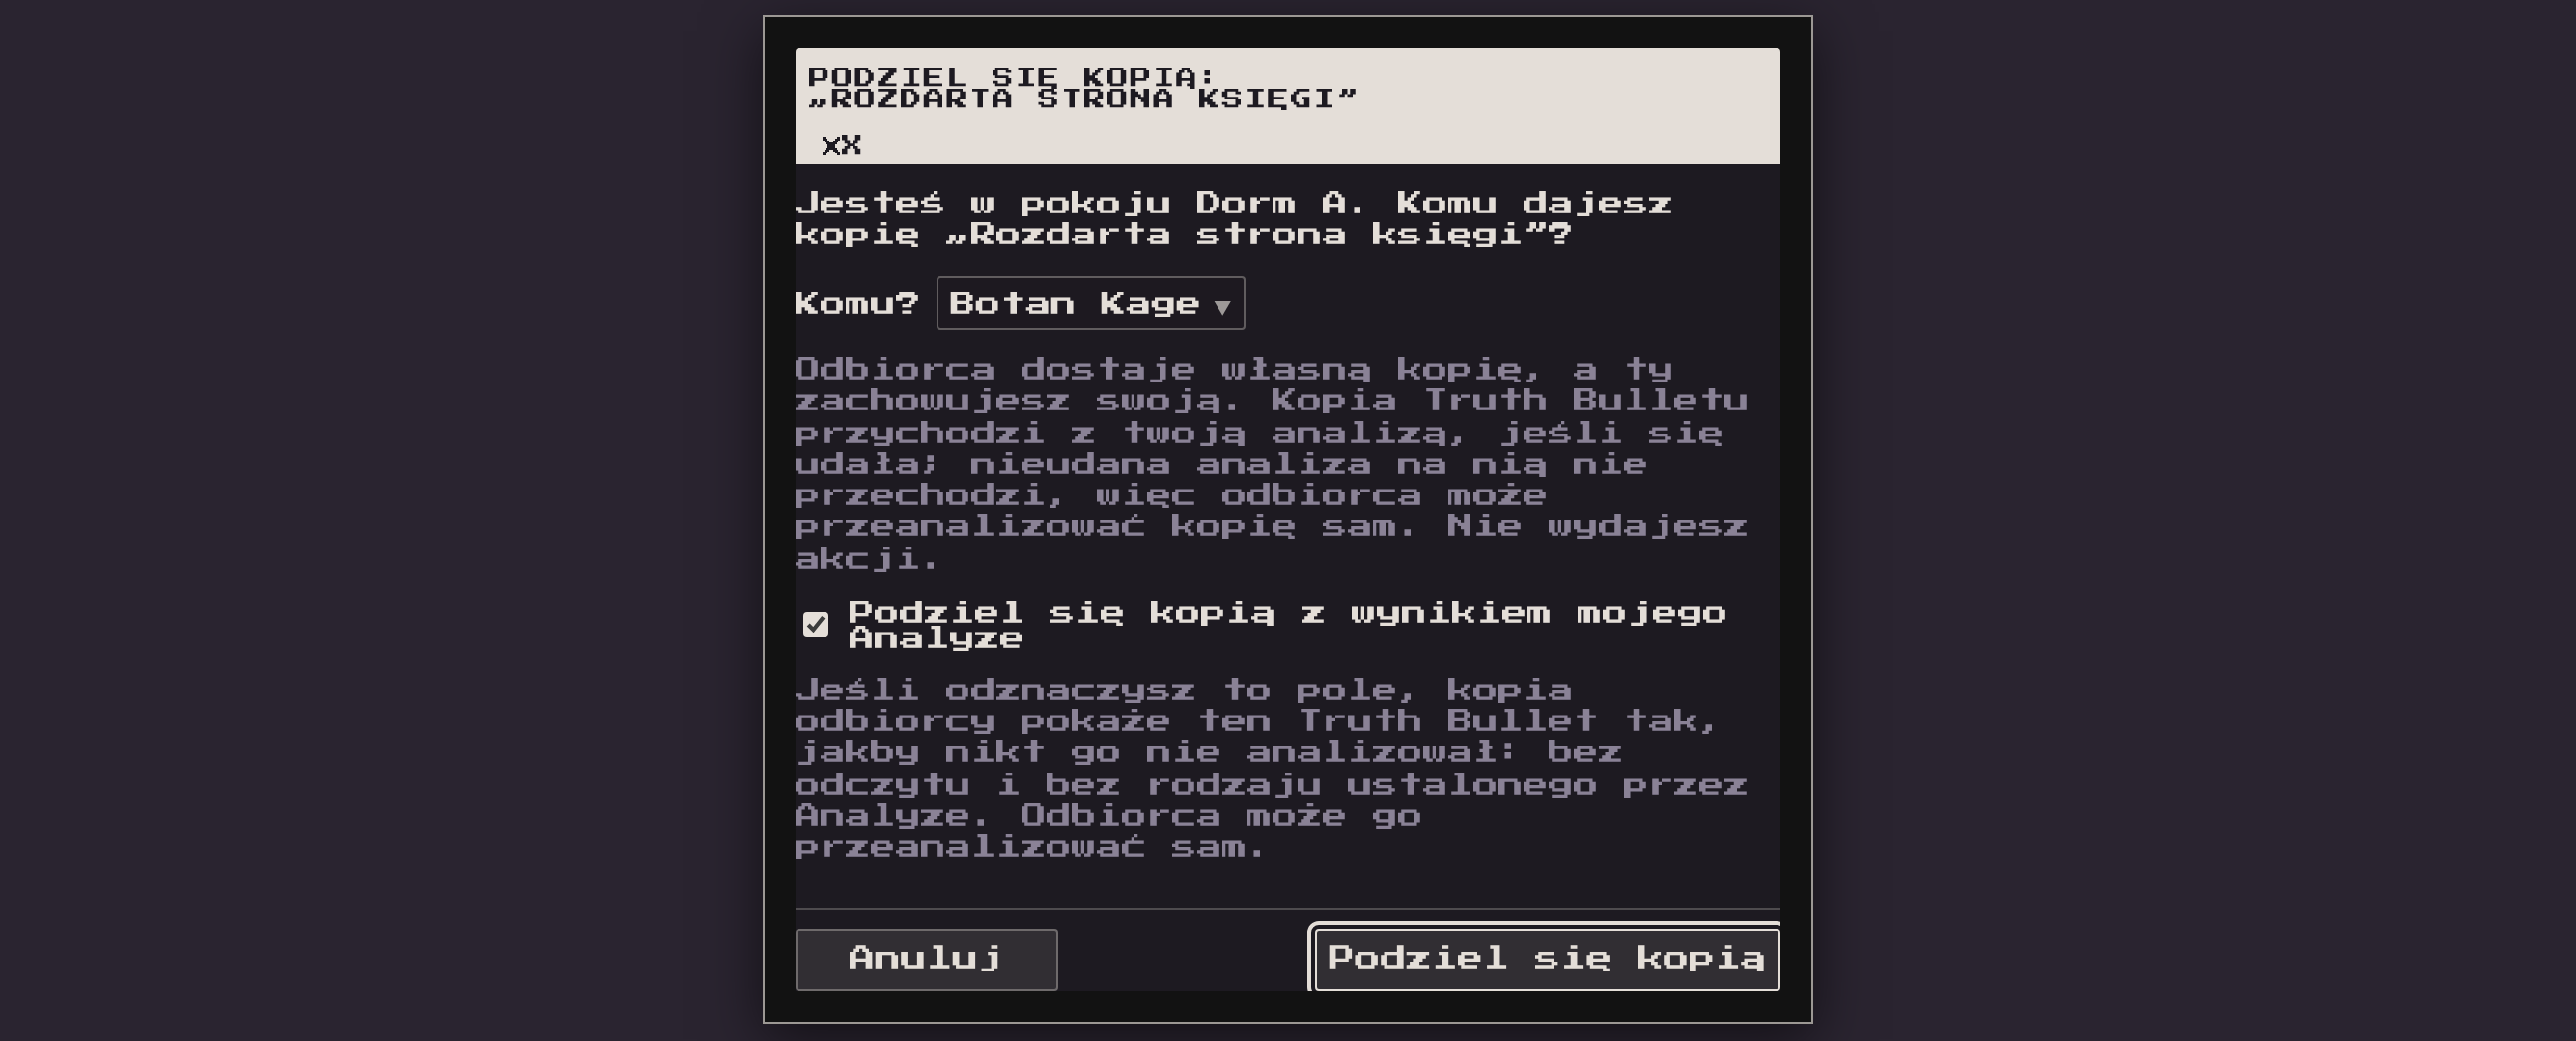 PODZIEL SIĘ KOPIĄ:
„ROZDARTA STRONA KSIĘGI”
xX
Jesteś w pokoju Dorm A. Komu dajesz
kopię „Rozdarta strona księgi”?
Komu? Botan Kage ▼
Odbiorca dostaje własną kopię, a ty
zachowujesz swoją. Kopia Truth Bulletu
przychodzi z twoją analizą, jeśli się
udała; nieudana analiza na nią nie
przechodzi, więc odbiorca może
przeanalizować kopię sam. Nie wydajesz
akcji.
Podziel się kopią z wynikiem mojego
Analyze
Jeśli odznaczysz to pole, kopia
odbiorcy pokaże ten Truth Bullet tak,
jakby nikt go nie analizował: bez
odczytu i bez rodzaju ustalonego przez
Analyze. Odbiorca może go
przeanalizować sam.
Anuluj
Podziel się kopią